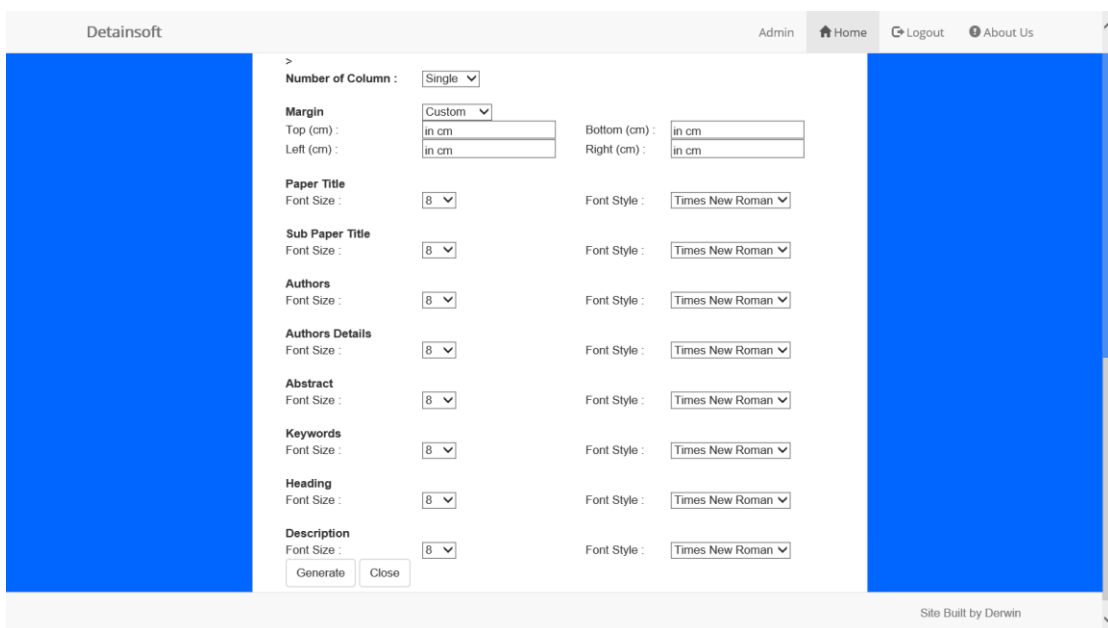 Detainsoft Admin Home Logout About Us
>
Number of Column : Single
Margin Custom
Top (cm) : in cm Bottom (cm) : in cm
Left (cm) : in cm Right (cm) : in cm
Paper Title
Font Size : 8 Font Style : Times New Roman
Sub Paper Title
Font Size : 8 Font Style : Times New Roman
Authors
Font Size : 8 Font Style : Times New Roman
Authors Details
Font Size : 8 Font Style : Times New Roman
Abstract
Font Size : 8 Font Style : Times New Roman
Keywords
Font Size : 8 Font Style : Times New Roman
Heading
Font Size : 8 Font Style : Times New Roman
Description
Font Size : 8 Font Style : Times New Roman
Generate Close
Site Built by Derwin